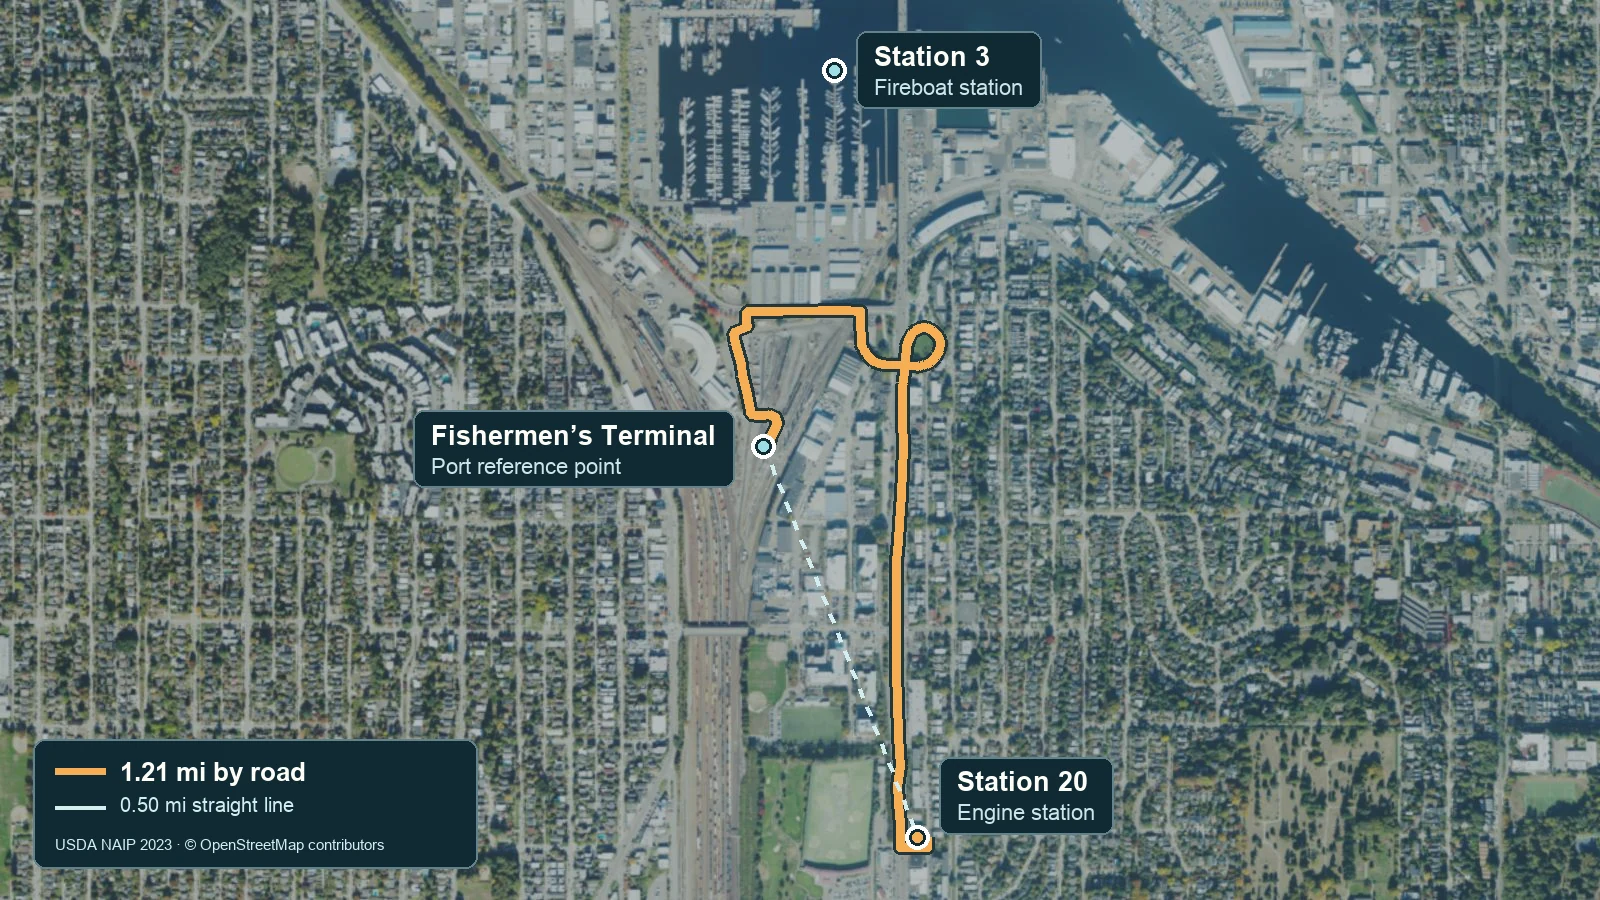 Station 3
Fireboat station
Fishermen’s Terminal
Port reference point
Station 20
Engine station
1.21 mi by road
0.50 mi straight line
USDA NAIP 2023 · © OpenStreetMap contributors